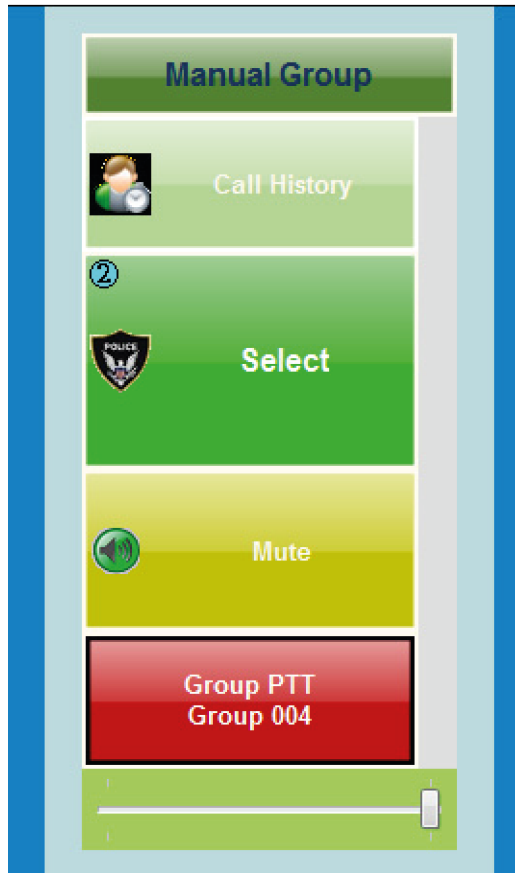 Manual Group
Call History
②
POLICE
Select
Mute
Group PTT
Group 004